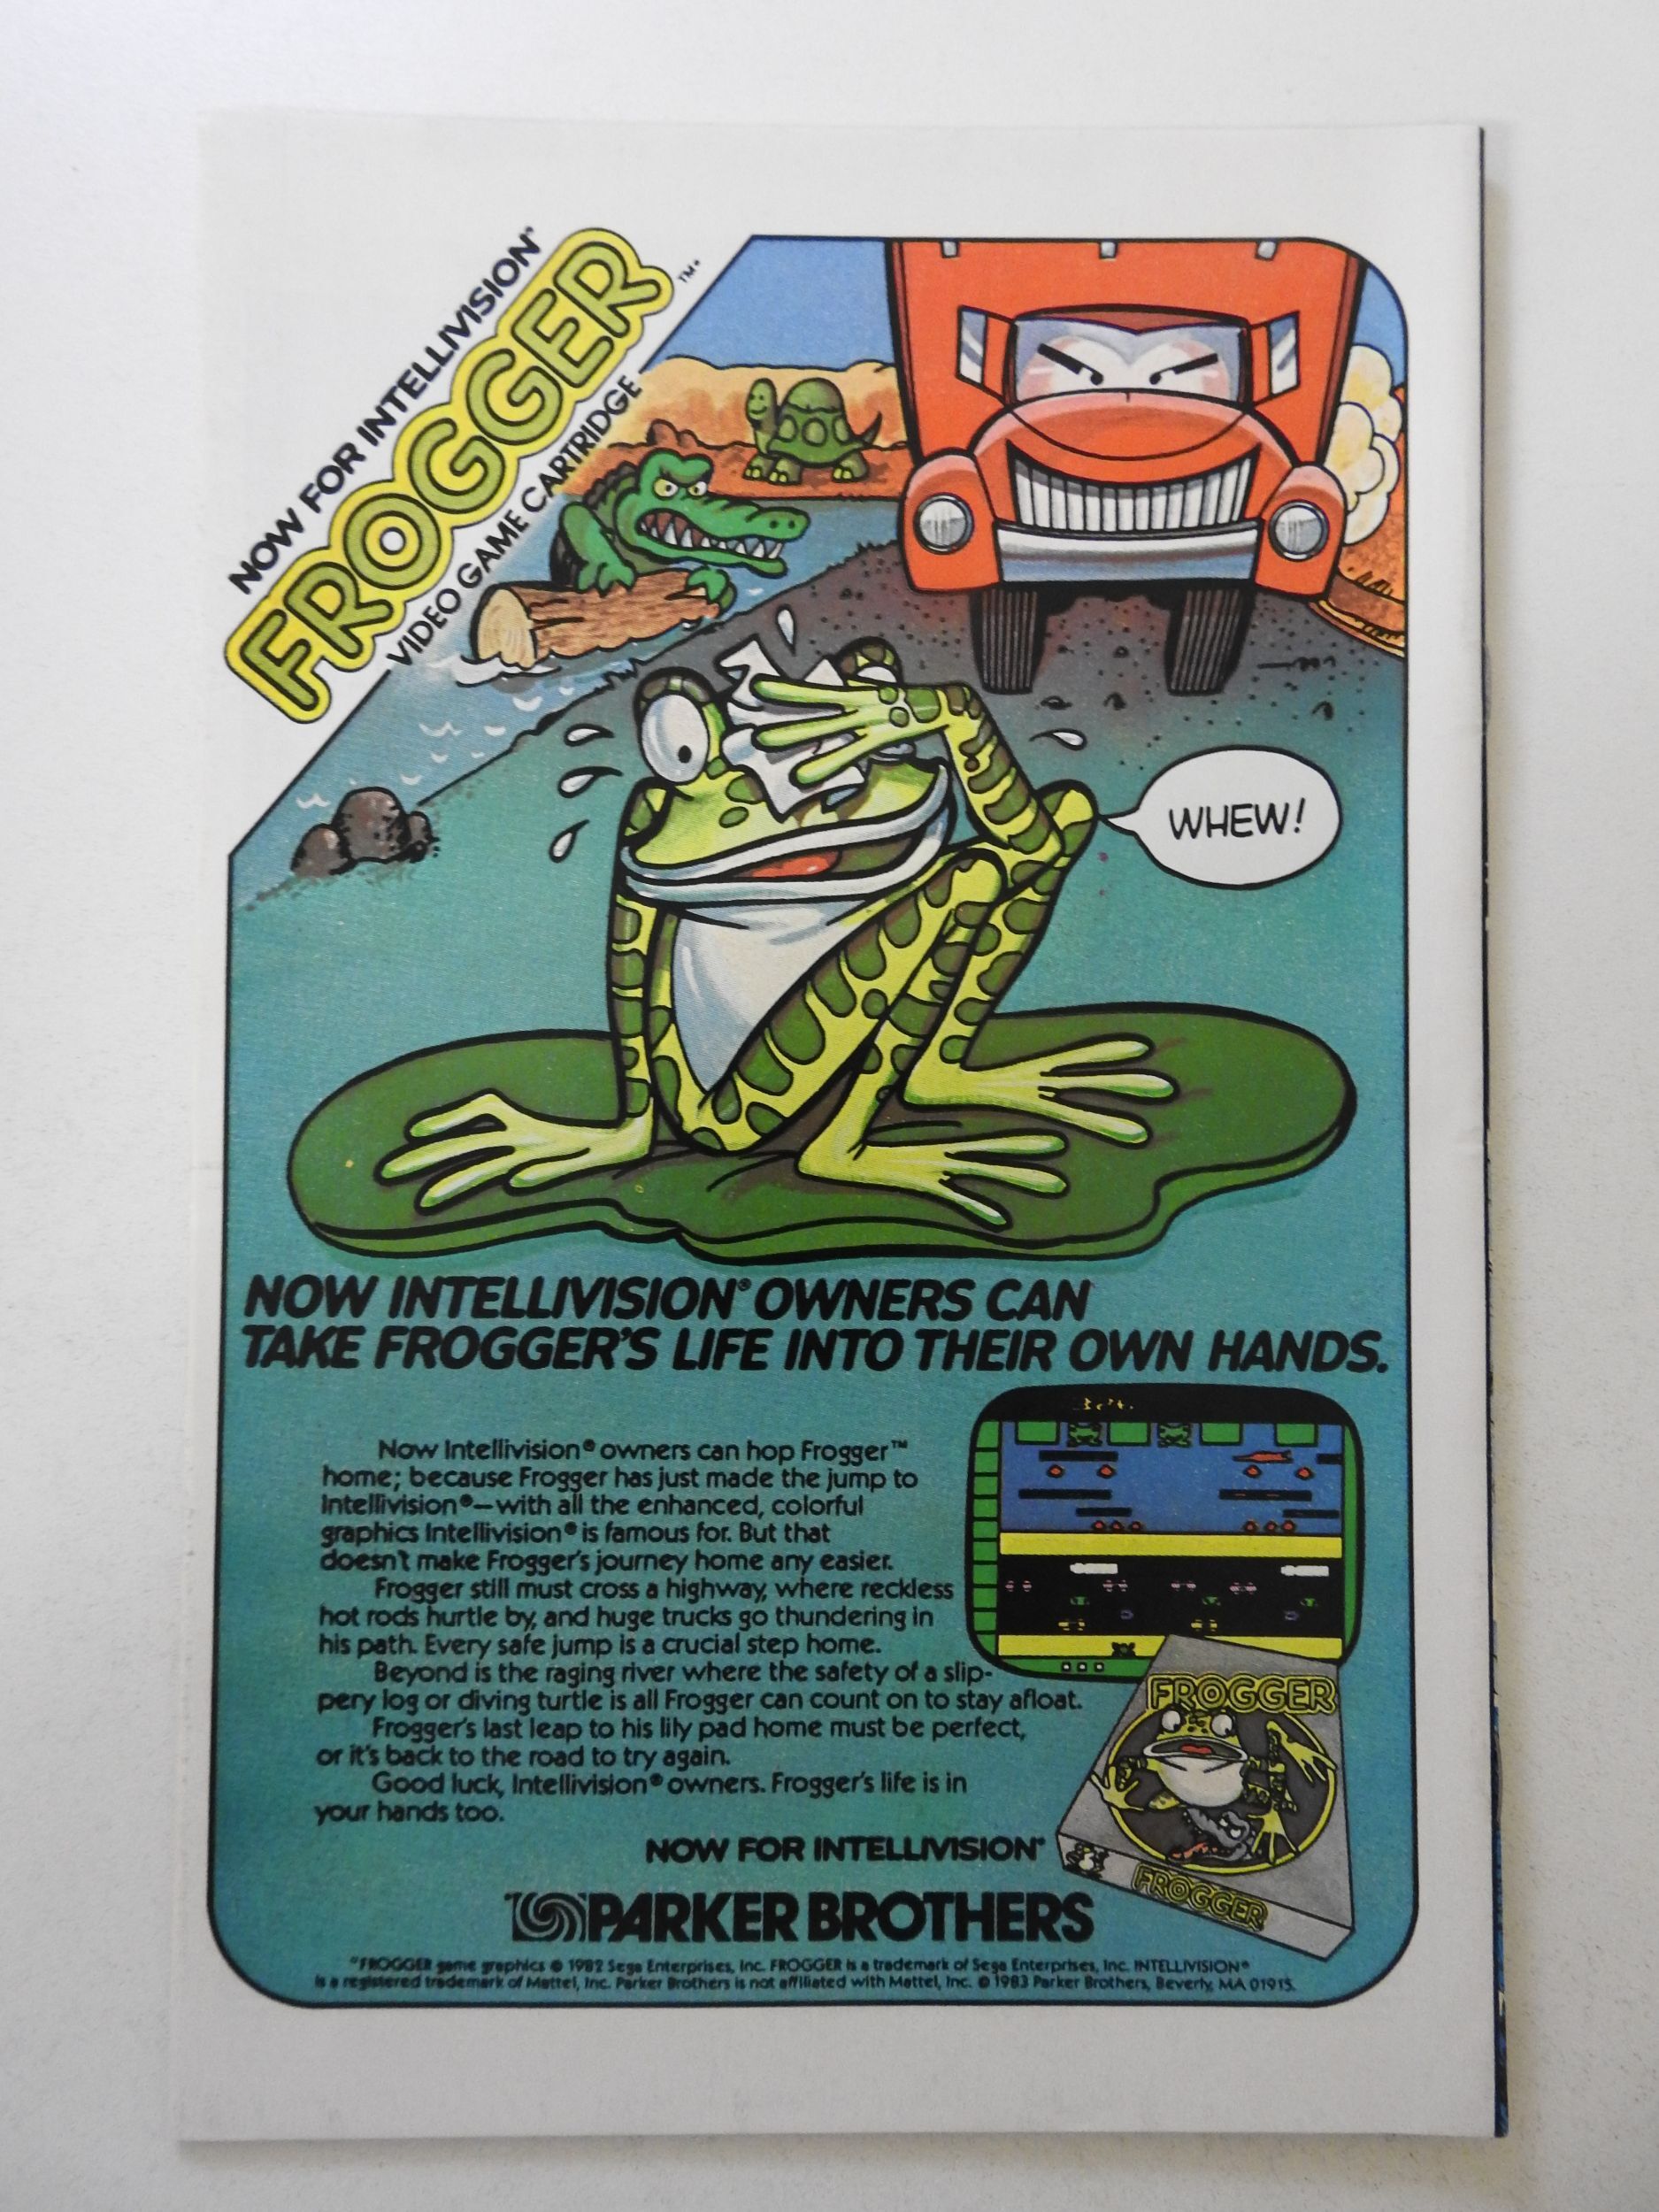 NOW FOR INTELLIVISION®
FROGGER™*
VIDEO GAME CARTRIDGE
WHEW!
NOW INTELLIVISION® OWNERS CAN
TAKE FROGGER'S LIFE INTO THEIR OWN HANDS.
Now Intellivision® owners can hop Frogger™
home; because Frogger has just made the jump to
Intellivision®—with all the enhanced, colorful
graphics Intellivision® is famous for. But that
doesn't make Frogger's journey home any easier.
Frogger still must cross a highway, where reckless
hot rods hurtle by, and huge trucks go thundering in
his path. Every safe jump is a crucial step home.
Beyond is the raging river where the safety of a slip-
pery log or diving turtle is all Frogger can count on to stay afloat.
Frogger's last leap to his lily pad home must be perfect,
or it's back to the road to try again.
Good luck, Intellivision® owners. Frogger's life is in
your hands too.
FROGGER
FROGGER
NOW FOR INTELLIVISION®
PARKER BROTHERS
*FROGGER game graphics © 1982 Sega Enterprises, Inc. FROGGER is a trademark of Sega Enterprises, Inc. INTELLIVISION®
is a registered trademark of Mattel, Inc. Parker Brothers is not affiliated with Mattel, Inc. © 1983 Parker Brothers, Beverly, MA 01915.